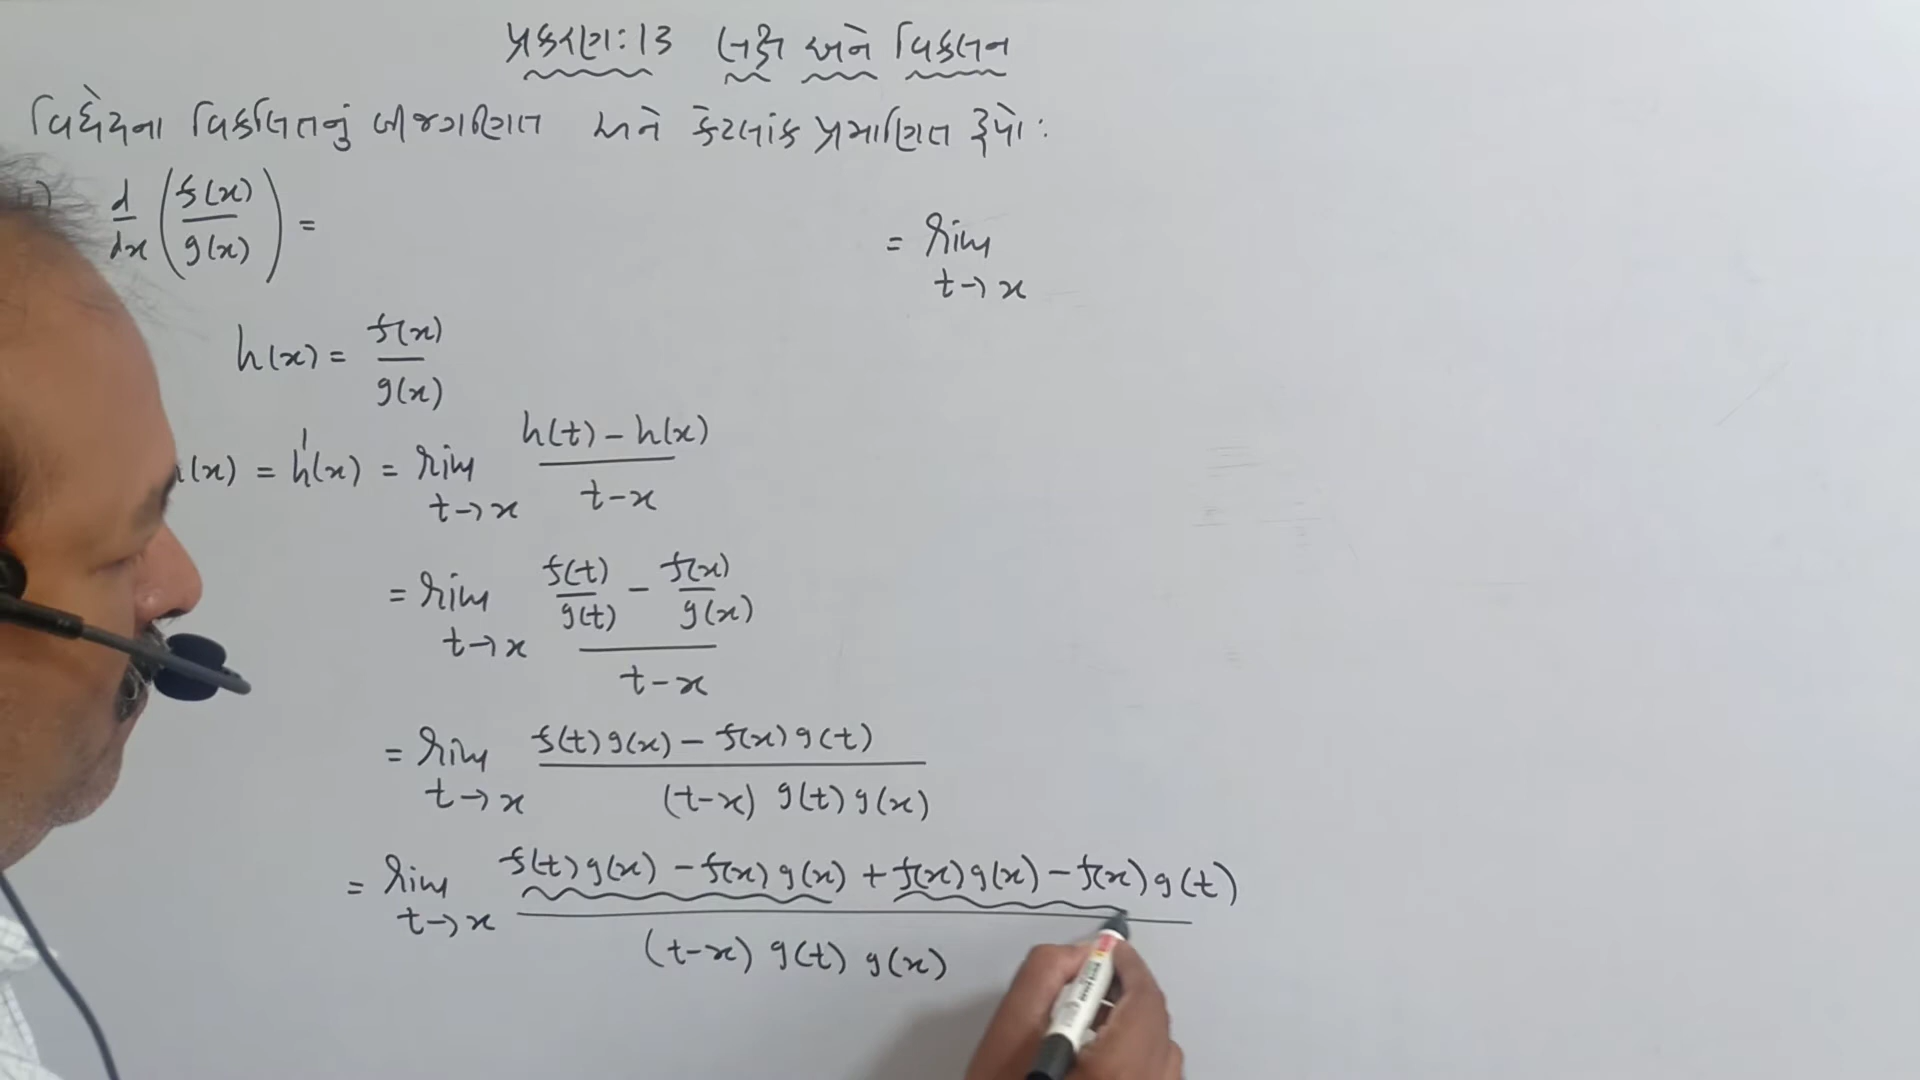 પ્રકરણ:13 લક્ષ અને વિકલન
વિધેયના વિકલિતનું બીજગણિત અને કેટલાંક પ્રમાણિત રૂપો:
d/dx (f(x)/g(x)) =
h(x) = f(x)/g(x)
(x) = h'(x) = lim t→x h(t) - h(x) / t-x
= lim t→x f(t)/g(t) - f(x)/g(x) / t-x
= lim t→x f(t)g(x) - f(x)g(t) / (t-x) g(t)g(x)
= lim t→x f(t)g(x) - f(x)g(x) + f(x)g(x) - f(x)g(t) / (t-x) g(t) g(x)
= lim t→x